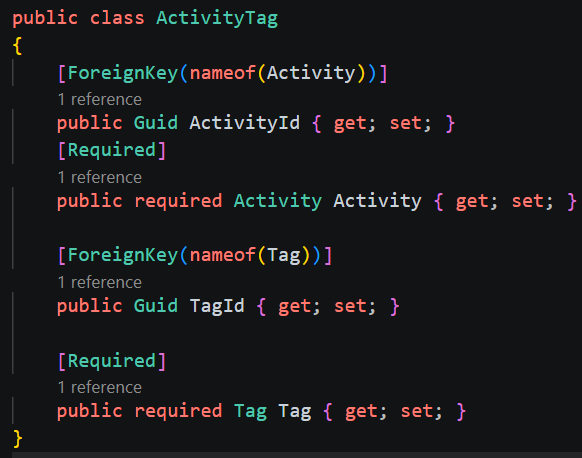 public class ActivityTag
{
[ForeignKey(nameof(Activity))]
1 reference
public Guid ActivityId { get; set; }
[Required]
1 reference
public required Activity Activity { get; set; }
[ForeignKey(nameof(Tag))]
1 reference
public Guid TagId { get; set; }
[Required]
1 reference
public required Tag Tag { get; set; }
}